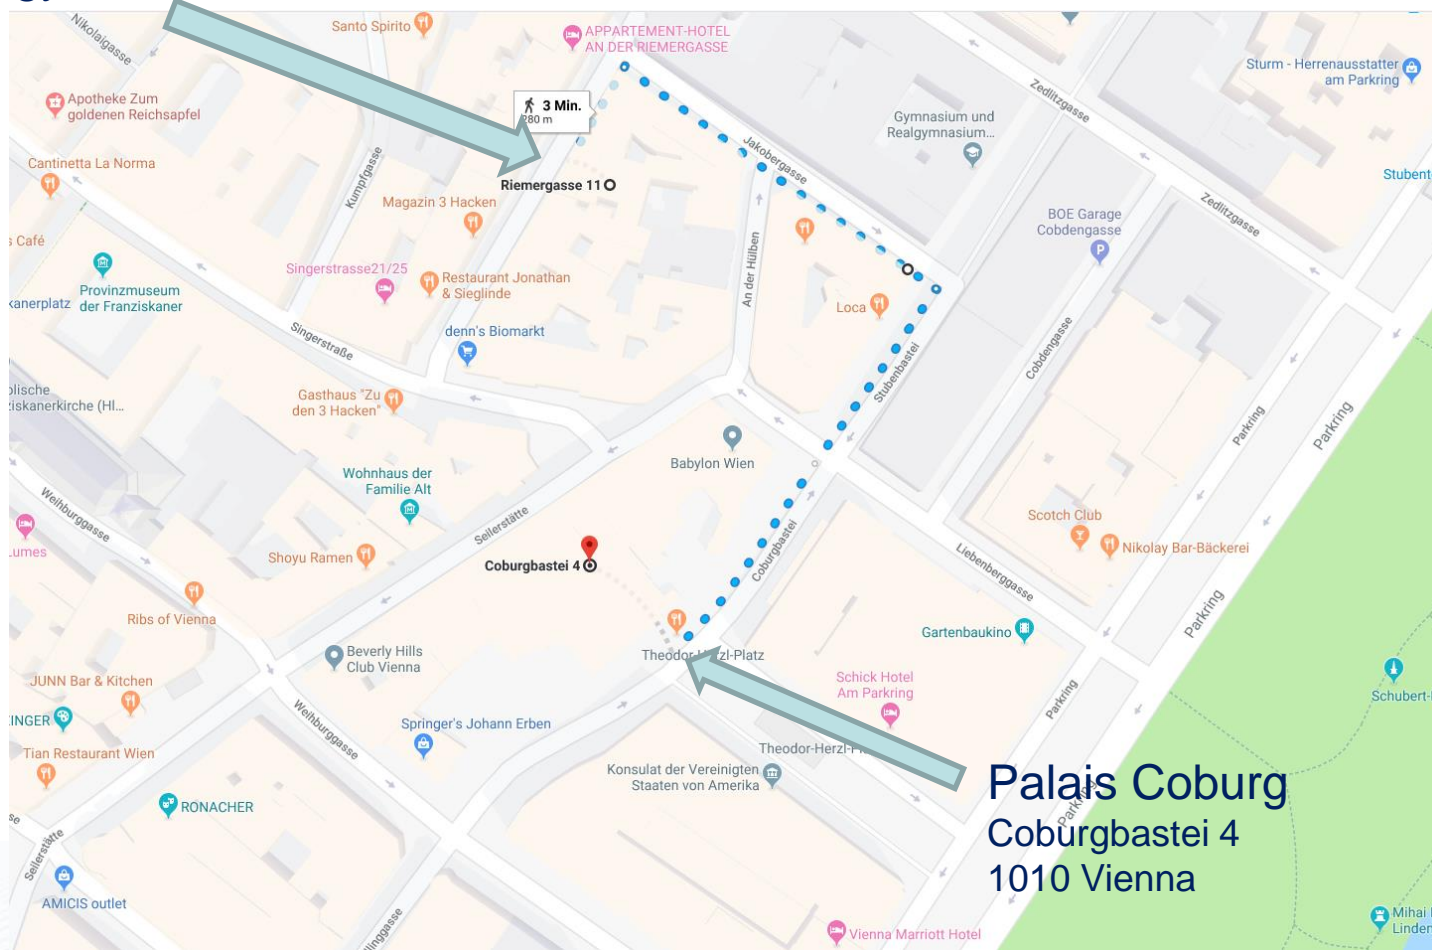 Nikolaigasse
Santo Spirito
APPARTEMENT-HOTEL
AN DER RIEMERGASSE
Sturm - Herrenausstatter
am Parkring
Zedlitzgasse
Apotheke Zum
goldenen Reichsapfel
3 Min.
280 m
Gymnasium und
Realgymnasium...
Jakobergasse
Cantinetta La Norma
Kumpfgasse
Riemergasse 11
Magazin 3 Hacken
Zedlitzgasse
BOE Garage
Cobdengasse
Café
Provinzmuseum
der Franziskaner
Singerstrasse21/25
Restaurant Jonathan
& Sieglinde
An der Hülben
Loca
Singerstraße
denn's Biomarkt
Stubenbastei
Cobdengasse
Gasthaus "Zu
den 3 Hacken"
Parkring
Parkring
Babylon Wien
Wohnhaus der
Familie Alt
Weihburggasse
Seilerstätte
Scotch Club
Nikolay Bar-Bäckerei
Shoyu Ramen
Coburgbastei 4
Coburgbastei
Liebenberggasse
Ribs of Vienna
Parkring
Gartenbaukino
Beverly Hills
Club Vienna
Theodor-Herzl-Platz
JUNN Bar & Kitchen
Schick Hotel
Am Parkring
Parkring
Weihburggasse
Springer's Johann Erben
Tian Restaurant Wien
Konsulat der Vereinigten
Staaten von Amerika
Theodor-Herzl-
RONACHER
Parkring
Palais Coburg
Coburgbastei 4
1010 Vienna
Seilerstätte
AMICIS outlet
Vienna Marriott Hotel
Mihai